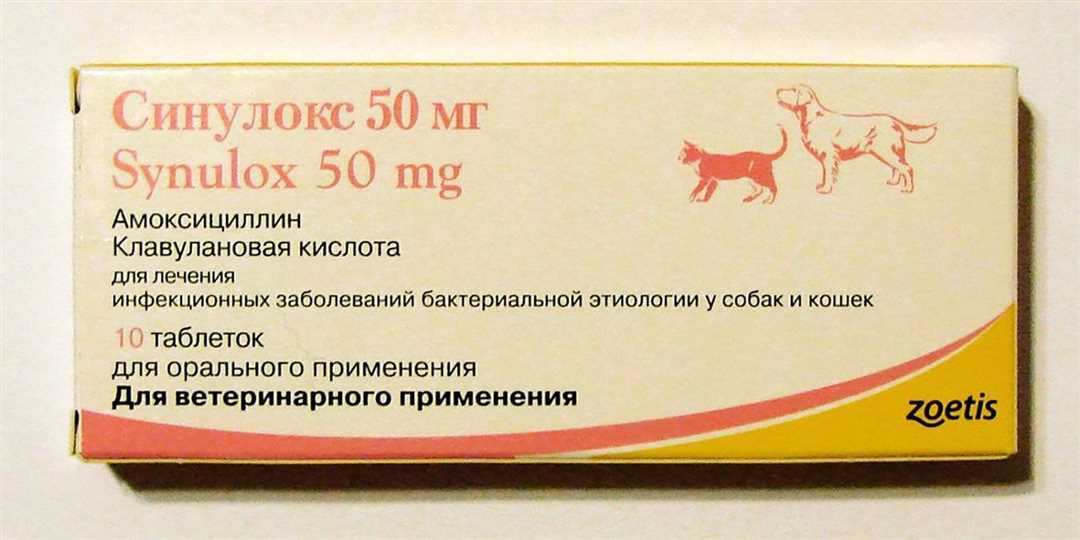 Синулокс 50 мг
Synulox 50 mg
Амоксициллин
Клавулановая кислота
для лечения
инфекционных заболеваний бактериальной этиологии у собак и кошек
10 таблеток
для орального применения
Для ветеринарного применения
zoetis